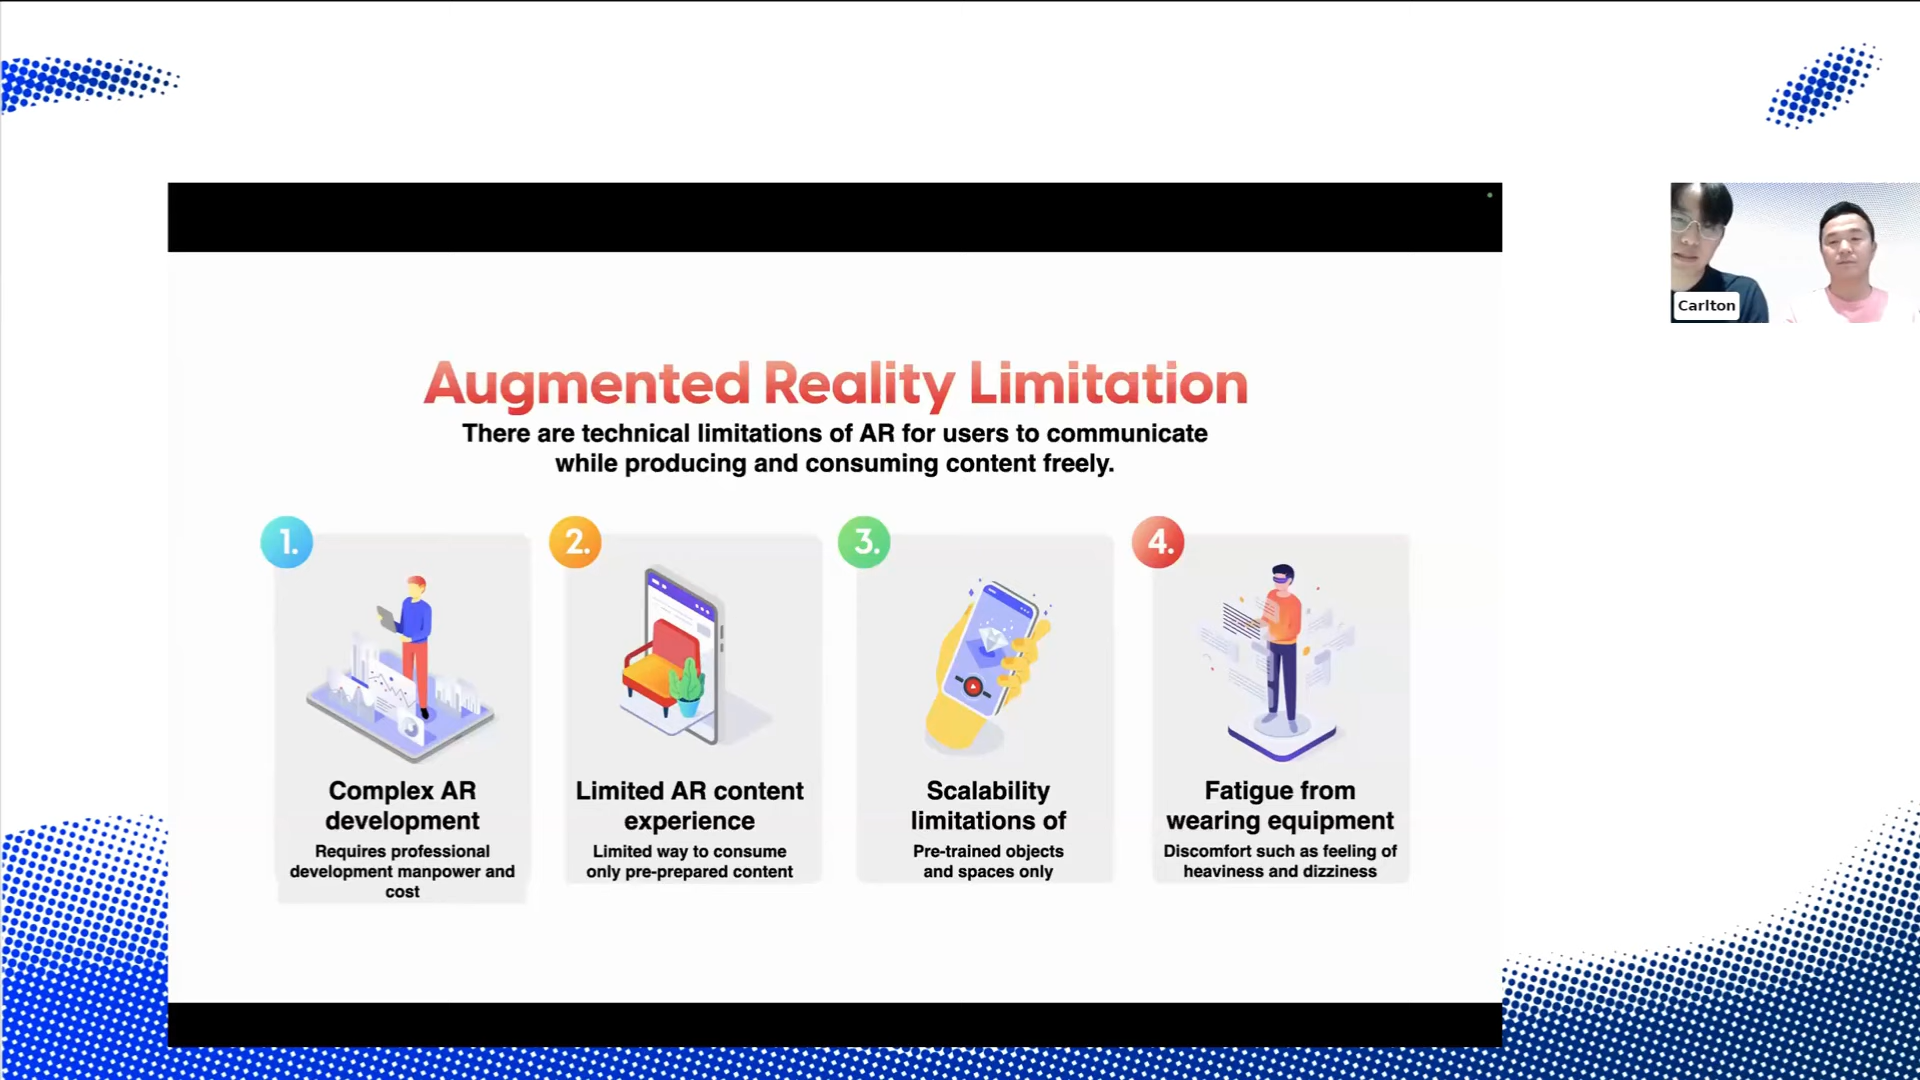 Augmented Reality Limitation
There are technical limitations of AR for users to communicate
while producing and consuming content freely.
1.
Complex AR
development
Requires professional
development manpower and
cost
2.
Limited AR content
experience
Limited way to consume
only pre-prepared content
3.
Scalability
limitations of
Pre-trained objects
and spaces only
4.
Fatigue from
wearing equipment
Discomfort such as feeling of
heaviness and dizziness
Carlton